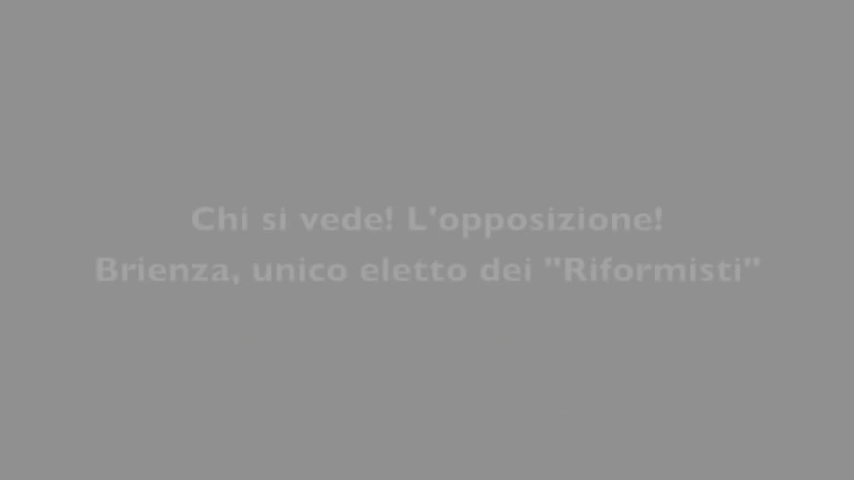 Chi si vede! L'opposizione!
Brienza, unico eletto dei "Riformisti"